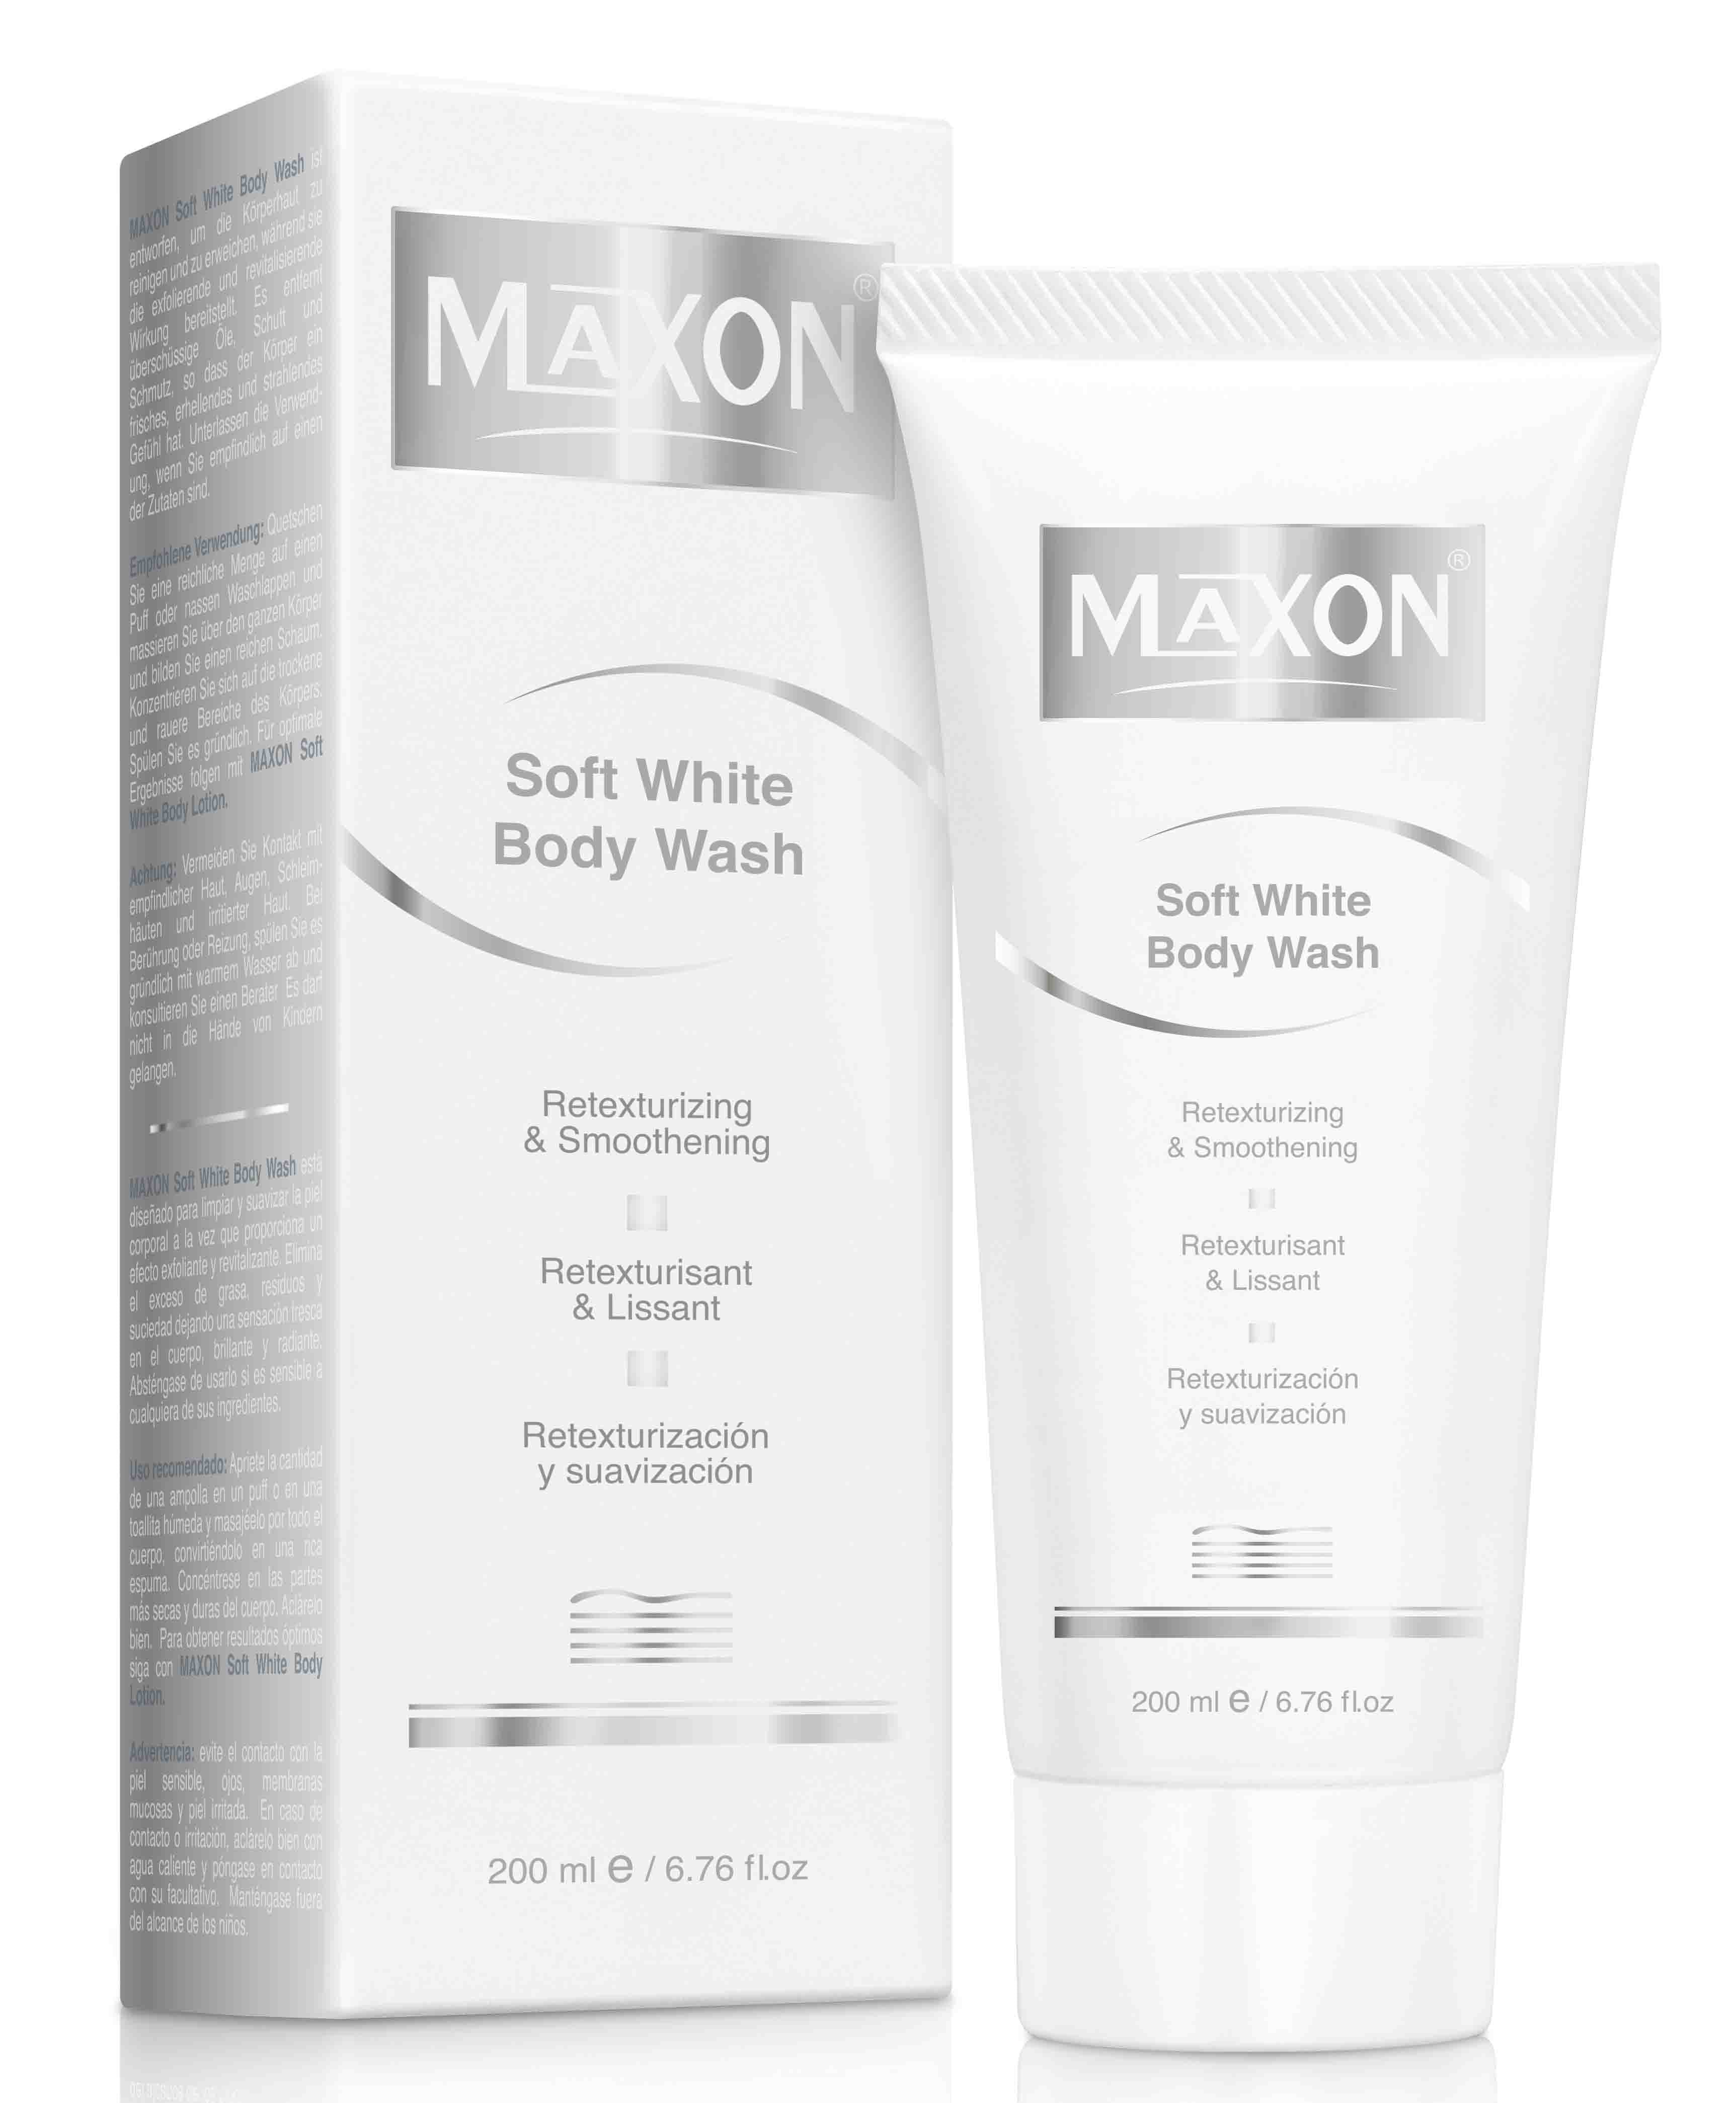 MAXON Soft White Body Wash ist
entworfen, um die Körperhaut zu
reinigen und zu erweichen, während sie
die exfolierende und revitalisierende
Wirkung bereitstellt. Es entfernt
überschüssige Öle, Schutt und
Schmutz, so dass der Körper ein
frisches, erhellendes und strahlendes
Gefühl hat. Unterlassen die Verwend-
ung, wenn Sie empfindlich auf einen
der Zutaten sind.
Empfohlene Verwendung: Quetschen
Sie eine reichliche Menge auf einen
Puff oder nassen Waschlappen und
massieren Sie über den ganzen Körper
und bilden Sie einen reichen Schaum.
Konzentrieren Sie sich auf die trockene
und rauere Bereiche des Körpers.
Spülen Sie es gründlich. Für optimale
Ergebnisse folgen mit MAXON Soft
White Body Lotion.
Achtung: Vermeiden Sie Kontakt mit
empfindlicher Haut, Augen, Schleim-
häuten und irritierter Haut. Bei
Berührung oder Reizung, spülen Sie es
gründlich mit warmem Wasser ab und
konsultieren Sie einen Berater. Es darf
nicht in die Hände von Kindern
gelangen.
MAXON Soft White Body Wash está
diseñado para limpiar y suavizar la piel
corporal a la vez que proporciona un
efecto exfoliante y revitalizante. Elimina
el exceso de grasa, residuos y
suciedad dejando una sensación fresca
en el cuerpo, brillante y radiante.
Absténgase de usarlo si es sensible a
cualquiera de sus ingredientes.
Uso recomendado: Apriete la cantidad
de una ampolla en un puff o en una
toallita húmeda y masajéelo por todo el
cuerpo, convirtiéndolo en una rica
espuma. Concéntrese en las partes
más secas y duras del cuerpo. Aclárelo
bien. Para obtener resultados óptimos
siga con MAXON Soft White Body
Lotion.
Advertencia: evite el contacto con la
piel sensible, ojos, membranas
mucosas y piel irritada. En caso de
contacto o irritación, aclárelo bien con
agua caliente y póngase en contacto
con su facultativo. Manténgase fuera
del alcance de los niños.
MAXON®
Soft White
Body Wash
Retexturizing
& Smoothening
Retexturisant
& Lissant
Retexturización
y suavización
200 ml e / 6.76 fl.oz
MAXON®
Soft White
Body Wash
Retexturizing
& Smoothening
Retexturisant
& Lissant
Retexturización
y suavización
200 ml e / 6.76 fl.oz